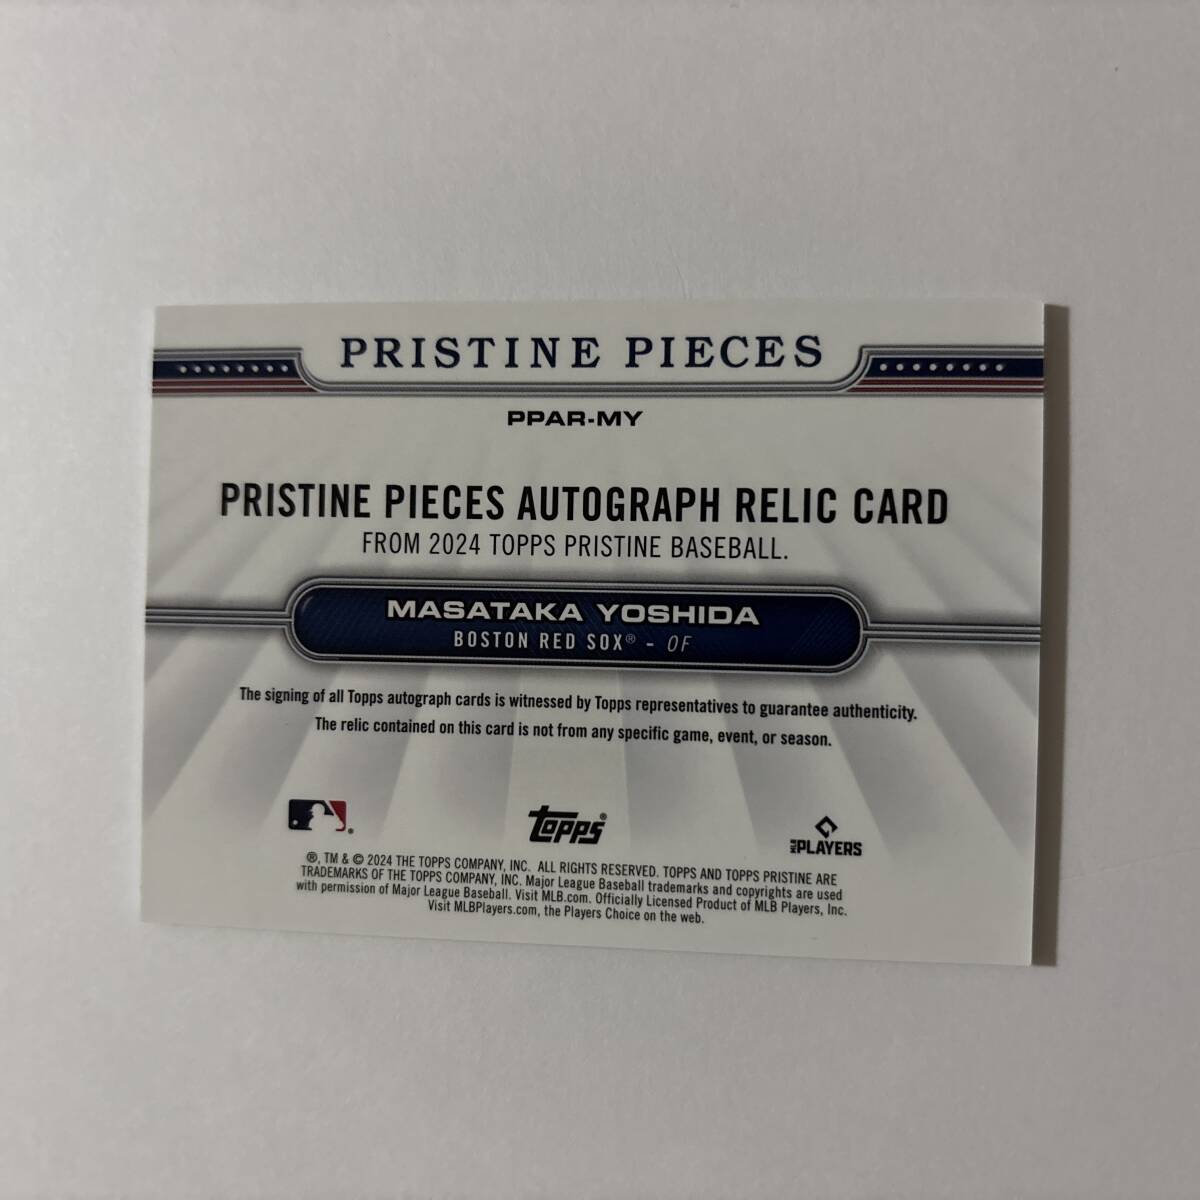 PRISTINE PIECES
PPAR-MY
PRISTINE PIECES AUTOGRAPH RELIC CARD
FROM 2024 TOPPS PRISTINE BASEBALL.
MASATAKA YOSHIDA
BOSTON RED SOX® - OF
The signing of all Topps autograph cards is witnessed by Topps representatives to guarantee authenticity.
The relic contained on this card is not from any specific game, event, or season.
topps®
MLB PLAYERS
®, TM & © 2024 THE TOPPS COMPANY, INC. ALL RIGHTS RESERVED. TOPPS AND TOPPS PRISTINE ARE
TRADEMARKS OF THE TOPPS COMPANY, INC. Major League Baseball trademarks and copyrights are used
with permission of Major League Baseball. Visit MLB.com. Officially Licensed Product of MLB Players, Inc.
Visit MLBPlayers.com, the Players Choice on the web.